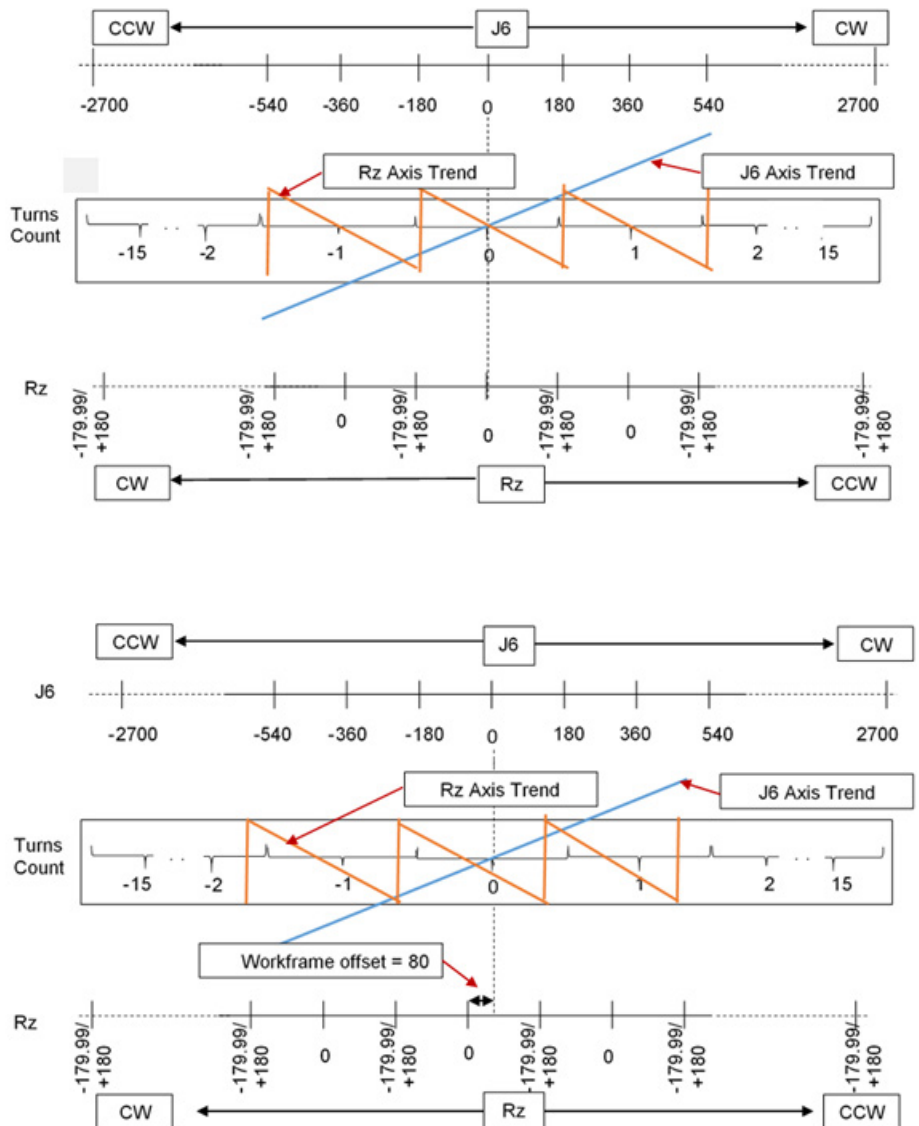 CCW J6 CW
-2700 -540 -360 -180 0 180 360 540 2700
Rz Axis Trend J6 Axis Trend
Turns
Count
-15 .. -2 -1 0 1 2 .. 15
Rz
-179.99/
+180
-179.99/
+180
0
-179.99/
+180
0
-179.99/
+180
0
-179.99/
+180
-179.99/
+180
CW Rz CCW
CCW J6 CW
J6
-2700 -540 -360 -180 0 180 360 540 2700
Rz Axis Trend J6 Axis Trend
Turns
Count
-15 .. -2 -1 0 1 2 .. 15
Workframe offset = 80
Rz
-179.99/
+180
-179.99/
+180
0
-179.99/
+180
0
-179.99/
+180
0
-179.99/
+180
-179.99/
+180
CW Rz CCW